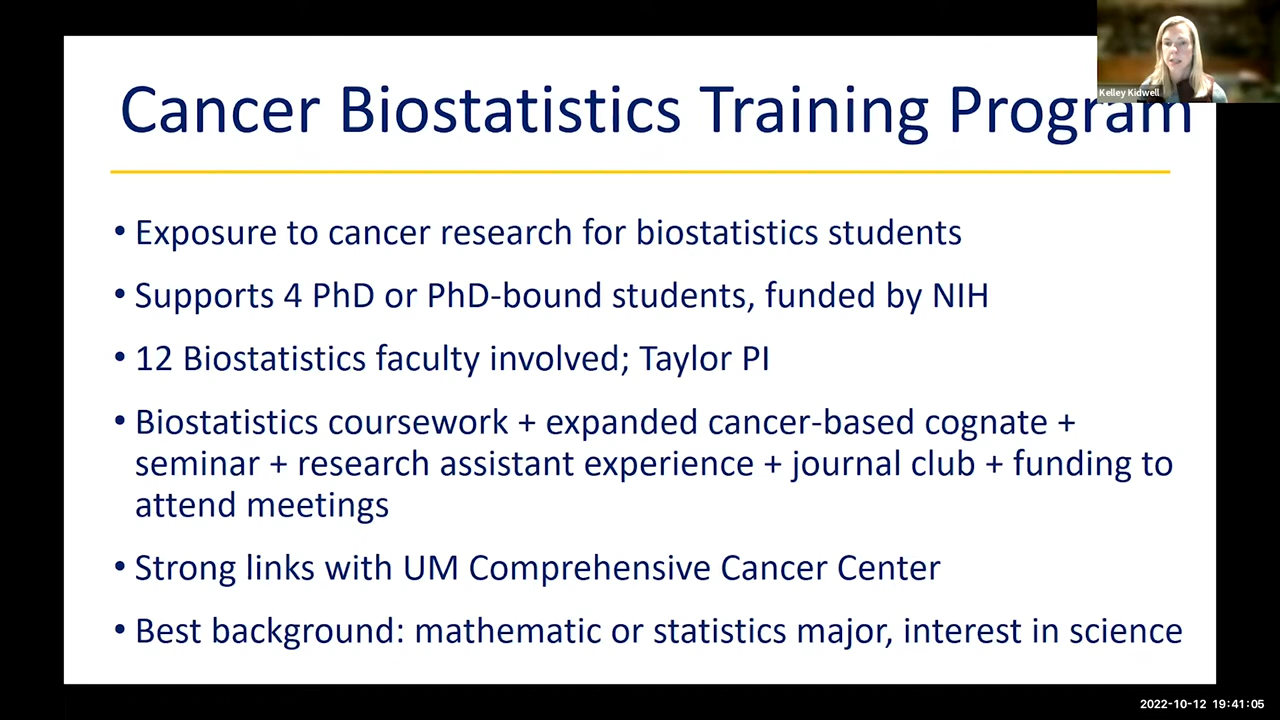 Cancer Biostatistics Training Program
Kelley Kidwell
• Exposure to cancer research for biostatistics students
• Supports 4 PhD or PhD-bound students, funded by NIH
• 12 Biostatistics faculty involved; Taylor PI
• Biostatistics coursework + expanded cancer-based cognate +
seminar + research assistant experience + journal club + funding to
attend meetings
• Strong links with UM Comprehensive Cancer Center
• Best background: mathematic or statistics major, interest in science
2022-10-12 19:41:05